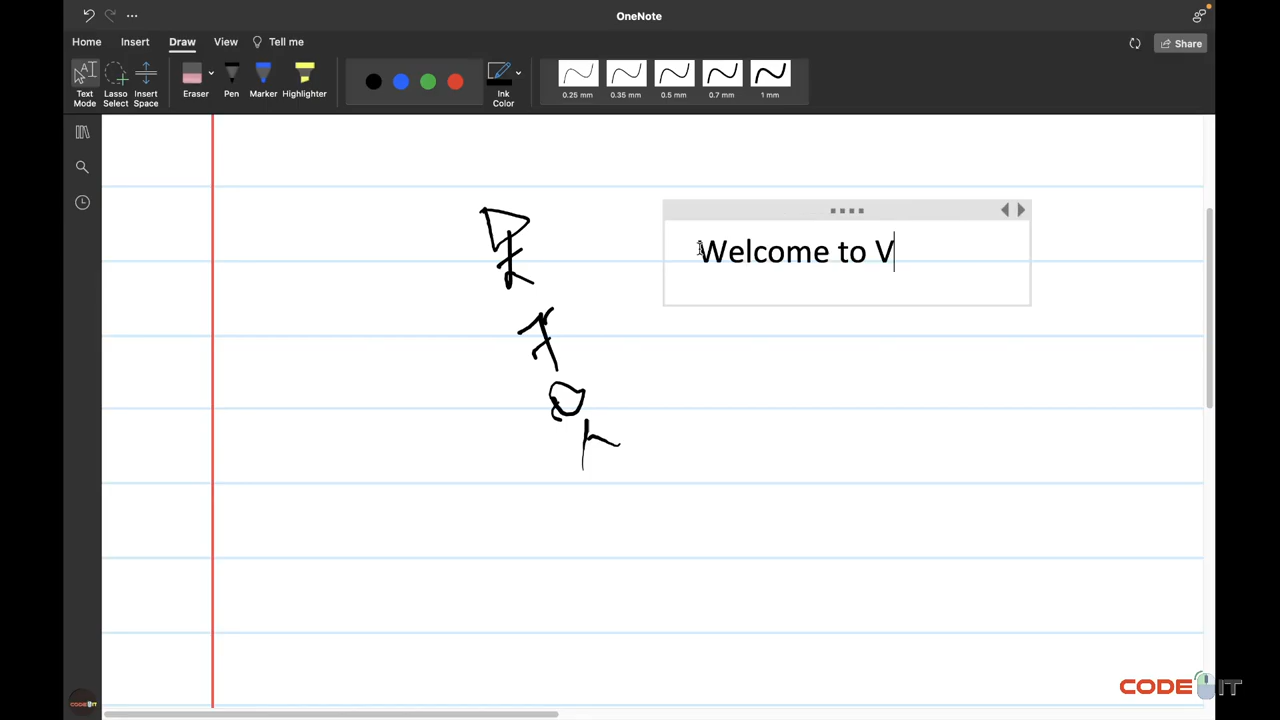 OneNote
Home Insert Draw View Tell me
Share
Text Mode
Lasso Select
Insert Space
Eraser
Pen
Marker
Highlighter
Ink Color
0.25 mm
0.35 mm
0.5 mm
0.7 mm
1 mm
Welcome to V
CODE IT